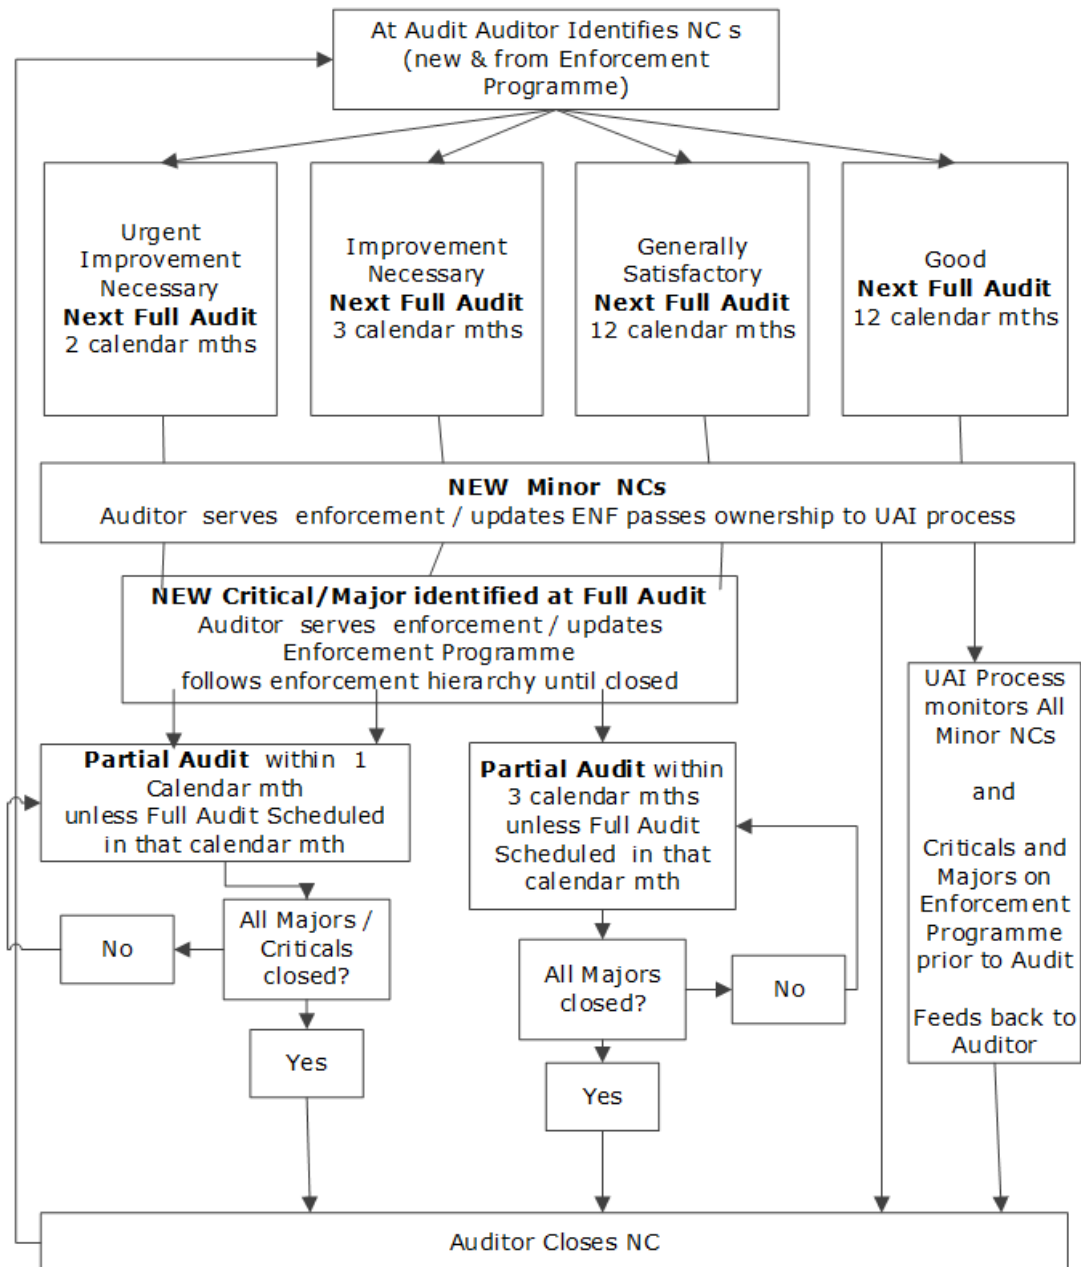 At Audit Auditor Identifies NC s
(new & from Enforcement
Programme)
Urgent
Improvement
Necessary
Next Full Audit
2 calendar mths
Improvement
Necessary
Next Full Audit
3 calendar mths
Generally
Satisfactory
Next Full Audit
12 calendar mths
Good
Next Full Audit
12 calendar mths
NEW Minor NCs
Auditor serves enforcement / updates ENF passes ownership to UAI process
NEW Critical/Major identified at Full Audit
Auditor serves enforcement / updates
Enforcement Programme
follows enforcement hierarchy until closed
Partial Audit within 1
Calendar mth
unless Full Audit Scheduled
in that calendar mth
Partial Audit within
3 calendar mths
unless Full Audit
Scheduled in that
calendar mth
UAI Process
monitors All
Minor NCs
and
Criticals and
Majors on
Enforcement
Programme
prior to Audit
Feeds back to
Auditor
No
All Majors /
Criticals
closed?
All Majors
closed?
No
Yes
Yes
Auditor Closes NC